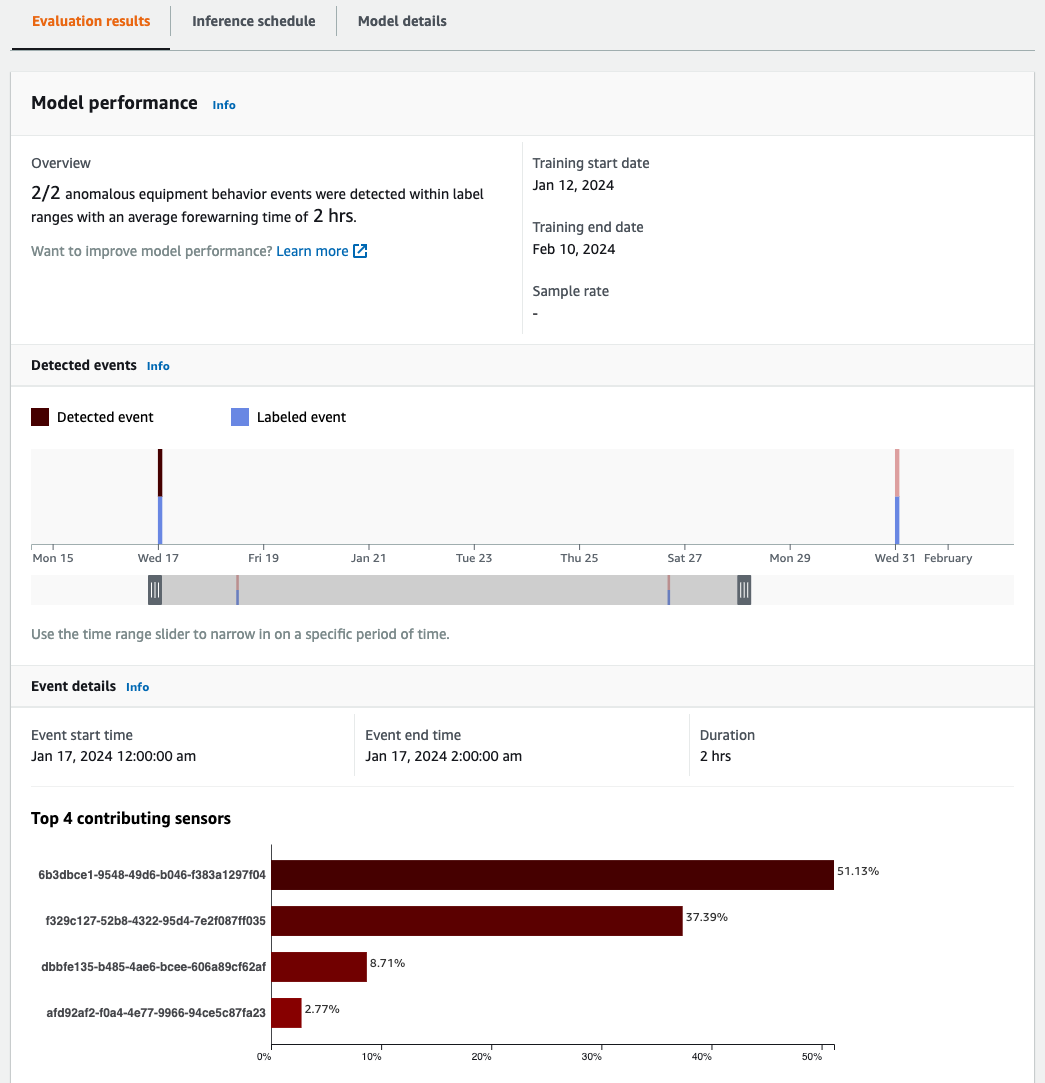 Evaluation results
Inference schedule
Model details
Model performance Info
Overview
2/2 anomalous equipment behavior events were detected within label
ranges with an average forewarning time of 2 hrs.
Want to improve model performance? Learn more
Training start date
Jan 12, 2024
Training end date
Feb 10, 2024
Sample rate
-
Detected events Info
Detected event
Labeled event
Mon 15 Wed 17 Fri 19 Jan 21 Tue 23 Thu 25 Sat 27 Mon 29 Wed 31 February
Use the time range slider to narrow in on a specific period of time.
Event details Info
Event start time
Jan 17, 2024 12:00:00 am
Event end time
Jan 17, 2024 2:00:00 am
Duration
2 hrs
Top 4 contributing sensors
6b3dbce1-9548-49d6-b046-f383a1297f04 51.13%
f329c127-52b8-4322-95d4-7e2f087ff035 37.39%
dbbfe135-b485-4ae6-bcee-606a89cf62af 8.71%
afd92af2-f0a4-4e77-9966-94ce5c87fa23 2.77%
0% 10% 20% 30% 40% 50%